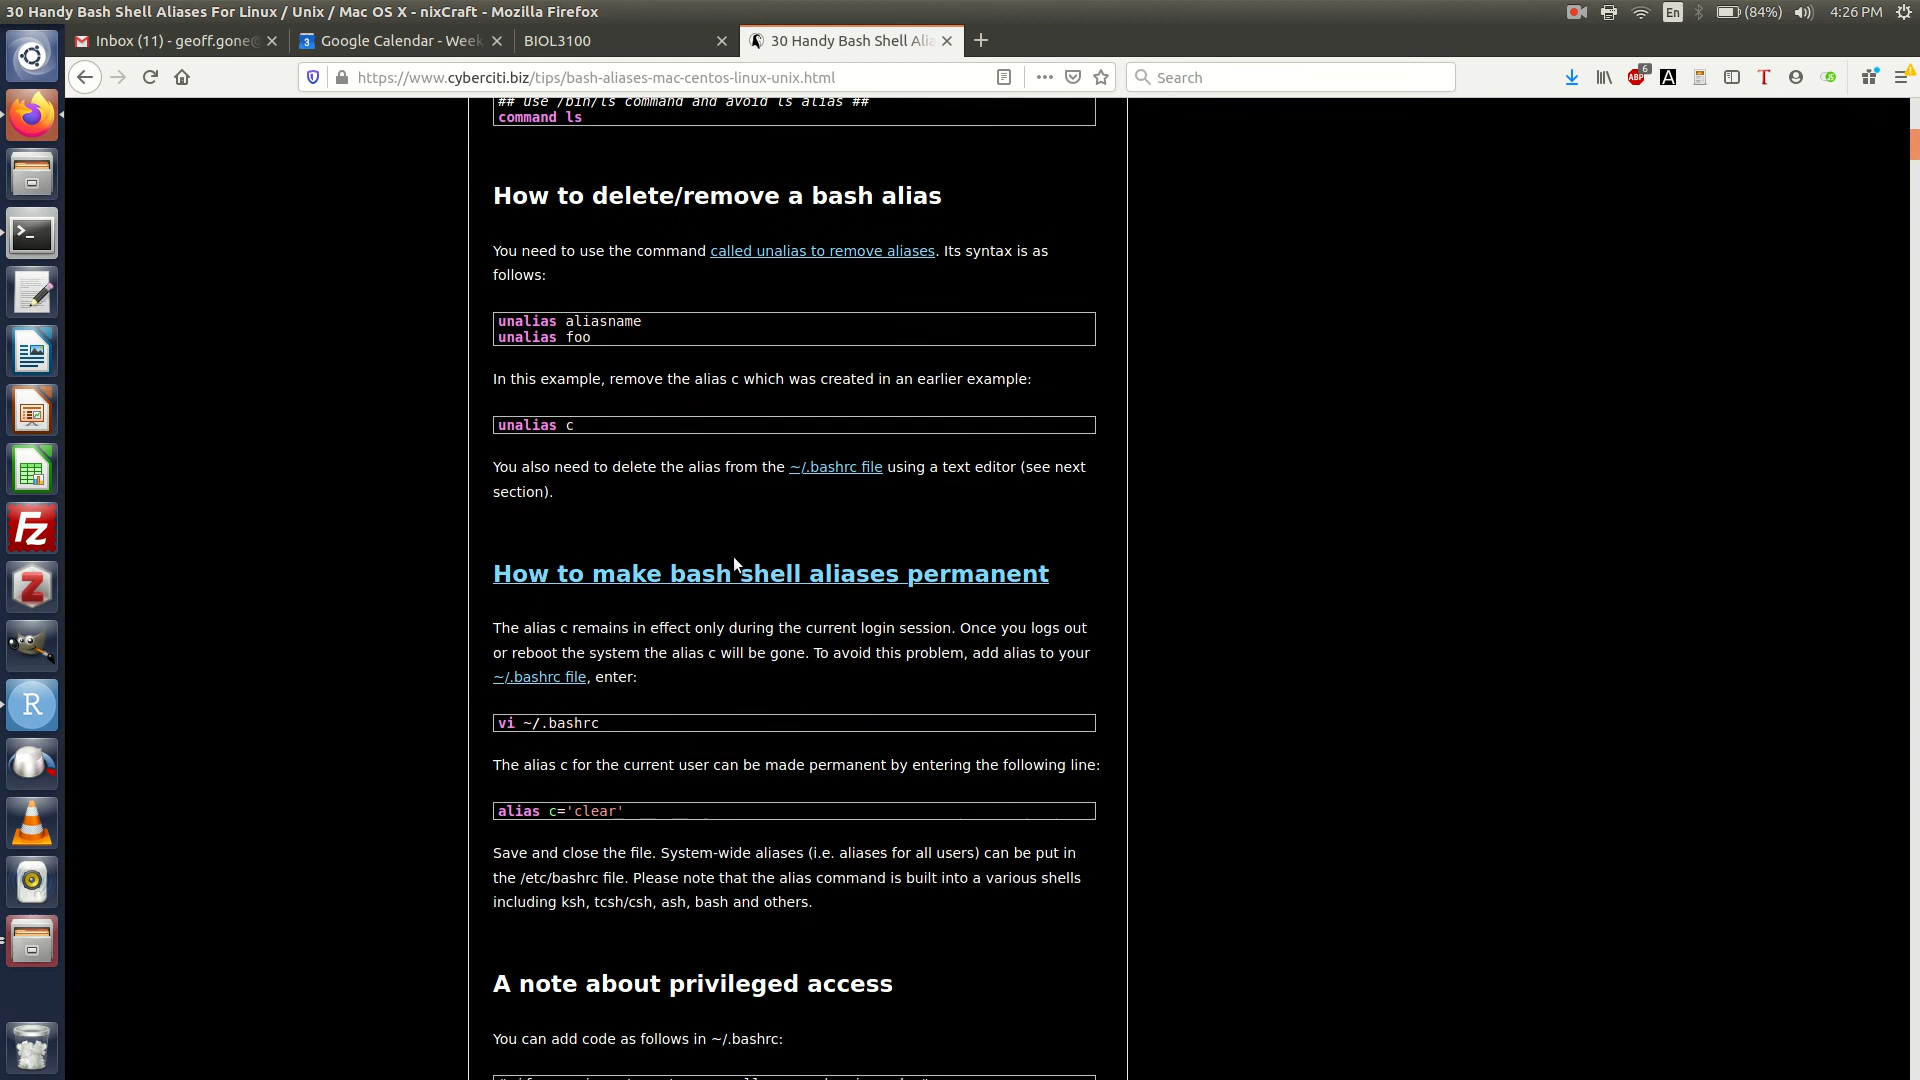 30 Handy Bash Shell Aliases For Linux / Unix / Mac OS X - nixCraft - Mozilla Firefox
En
(84%)
4:26 PM
Inbox (11) - geoff.gone@
Google Calendar - Week
BIOL3100
30 Handy Bash Shell Alia
https://www.cyberciti.biz/tips/bash-aliases-mac-centos-linux-unix.html
Search
ABP
6
## use /bin/ls command and avoid ls alias ##
command ls
How to delete/remove a bash alias
You need to use the command called unalias to remove aliases. Its syntax is as
follows:
unalias aliasname
unalias foo
In this example, remove the alias c which was created in an earlier example:
unalias c
You also need to delete the alias from the ~/.bashrc file using a text editor (see next
section).
How to make bash shell aliases permanent
The alias c remains in effect only during the current login session. Once you logs out
or reboot the system the alias c will be gone. To avoid this problem, add alias to your
~/.bashrc file, enter:
vi ~/.bashrc
The alias c for the current user can be made permanent by entering the following line:
alias c='clear'
Save and close the file. System-wide aliases (i.e. aliases for all users) can be put in
the /etc/bashrc file. Please note that the alias command is built into a various shells
including ksh, tcsh/csh, ash, bash and others.
A note about privileged access
You can add code as follows in ~/.bashrc: